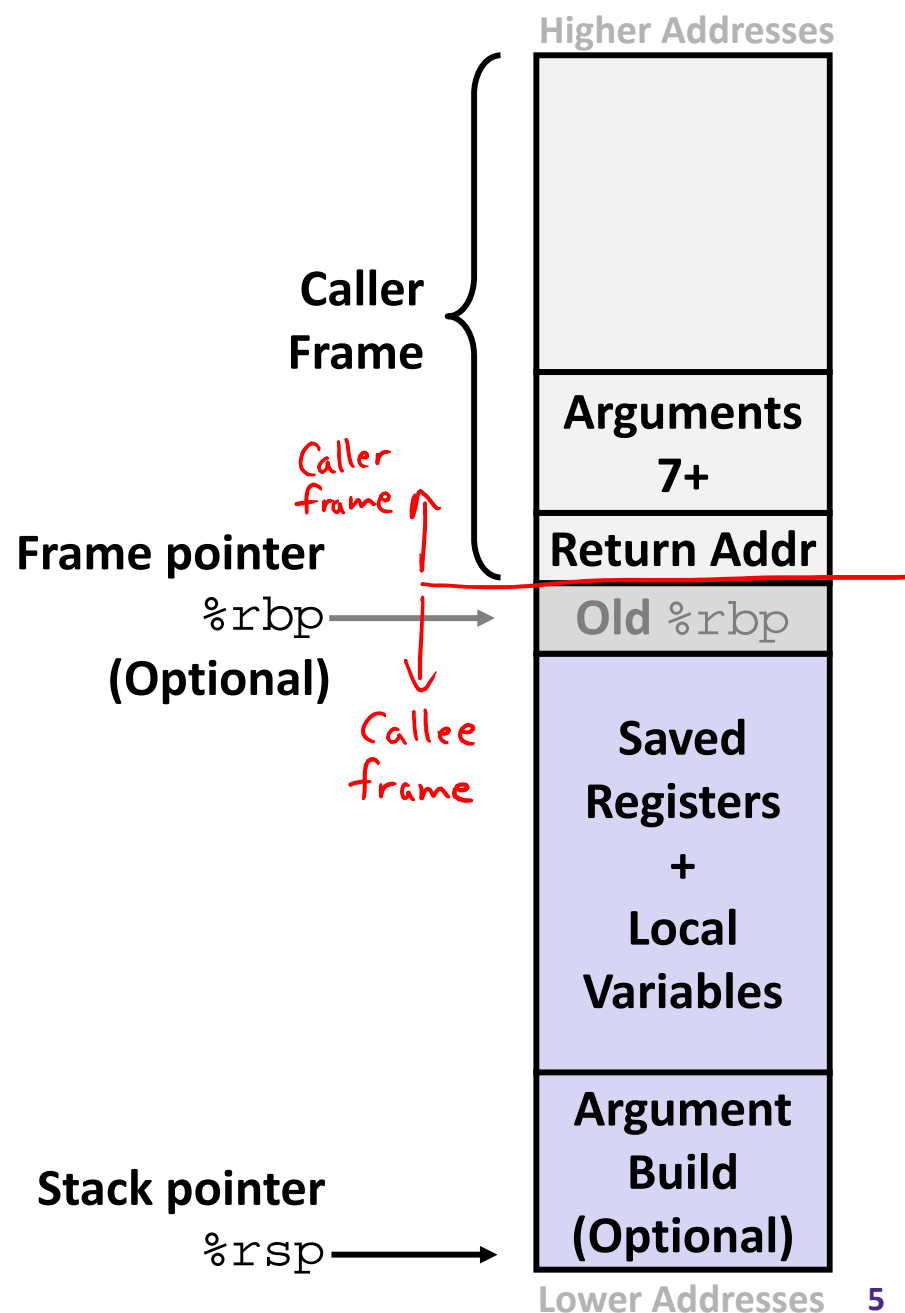 Higher Addresses
Caller
Frame
Arguments
7+
Caller
frame
Return Addr
Frame pointer
%rbp
(Optional)
Old %rbp
Callee
frame
Saved
Registers
+
Local
Variables
Argument
Build
(Optional)
Stack pointer
%rsp
Lower Addresses
5